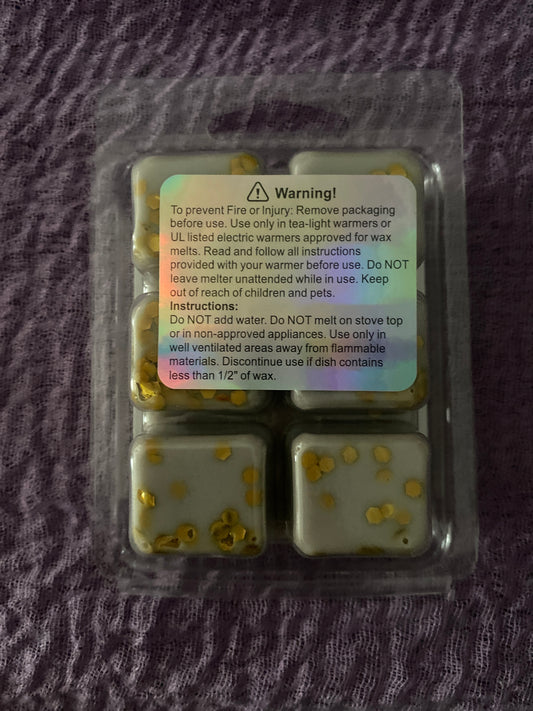 Warning!
To prevent Fire or Injury: Remove packaging
before use. Use only in tea-light warmers or
UL listed electric warmers approved for wax
melts. Read and follow all instructions
provided with your warmer before use. Do NOT
leave melter unattended while in use. Keep
out of reach of children and pets.
Instructions:
Do NOT add water. Do NOT melt on stove top
or in non-approved appliances. Use only in
well ventilated areas away from flammable
materials. Discontinue use if dish contains
less than 1/2" of wax.